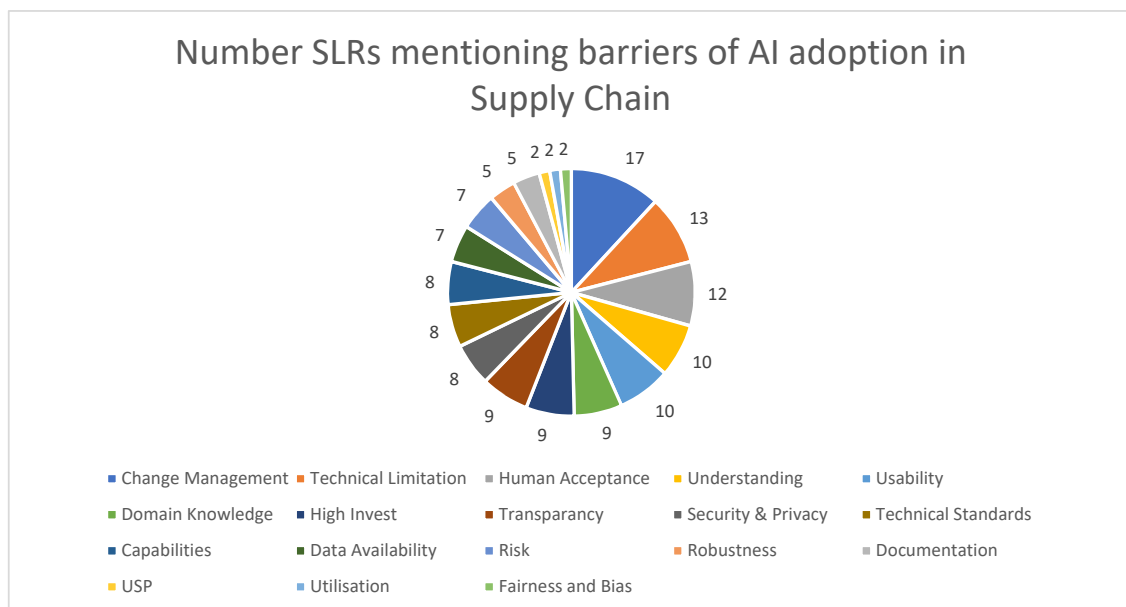 Number SLRs mentioning barriers of AI adoption in
Supply Chain
17
13
12
10
10
9
9
9
8
8
8
7
7
5
5
2
2
2
Change Management
Technical Limitation
Human Acceptance
Understanding
Usability
Domain Knowledge
High Invest
Transparancy
Security & Privacy
Technical Standards
Capabilities
Data Availability
Risk
Robustness
Documentation
USP
Utilisation
Fairness and Bias